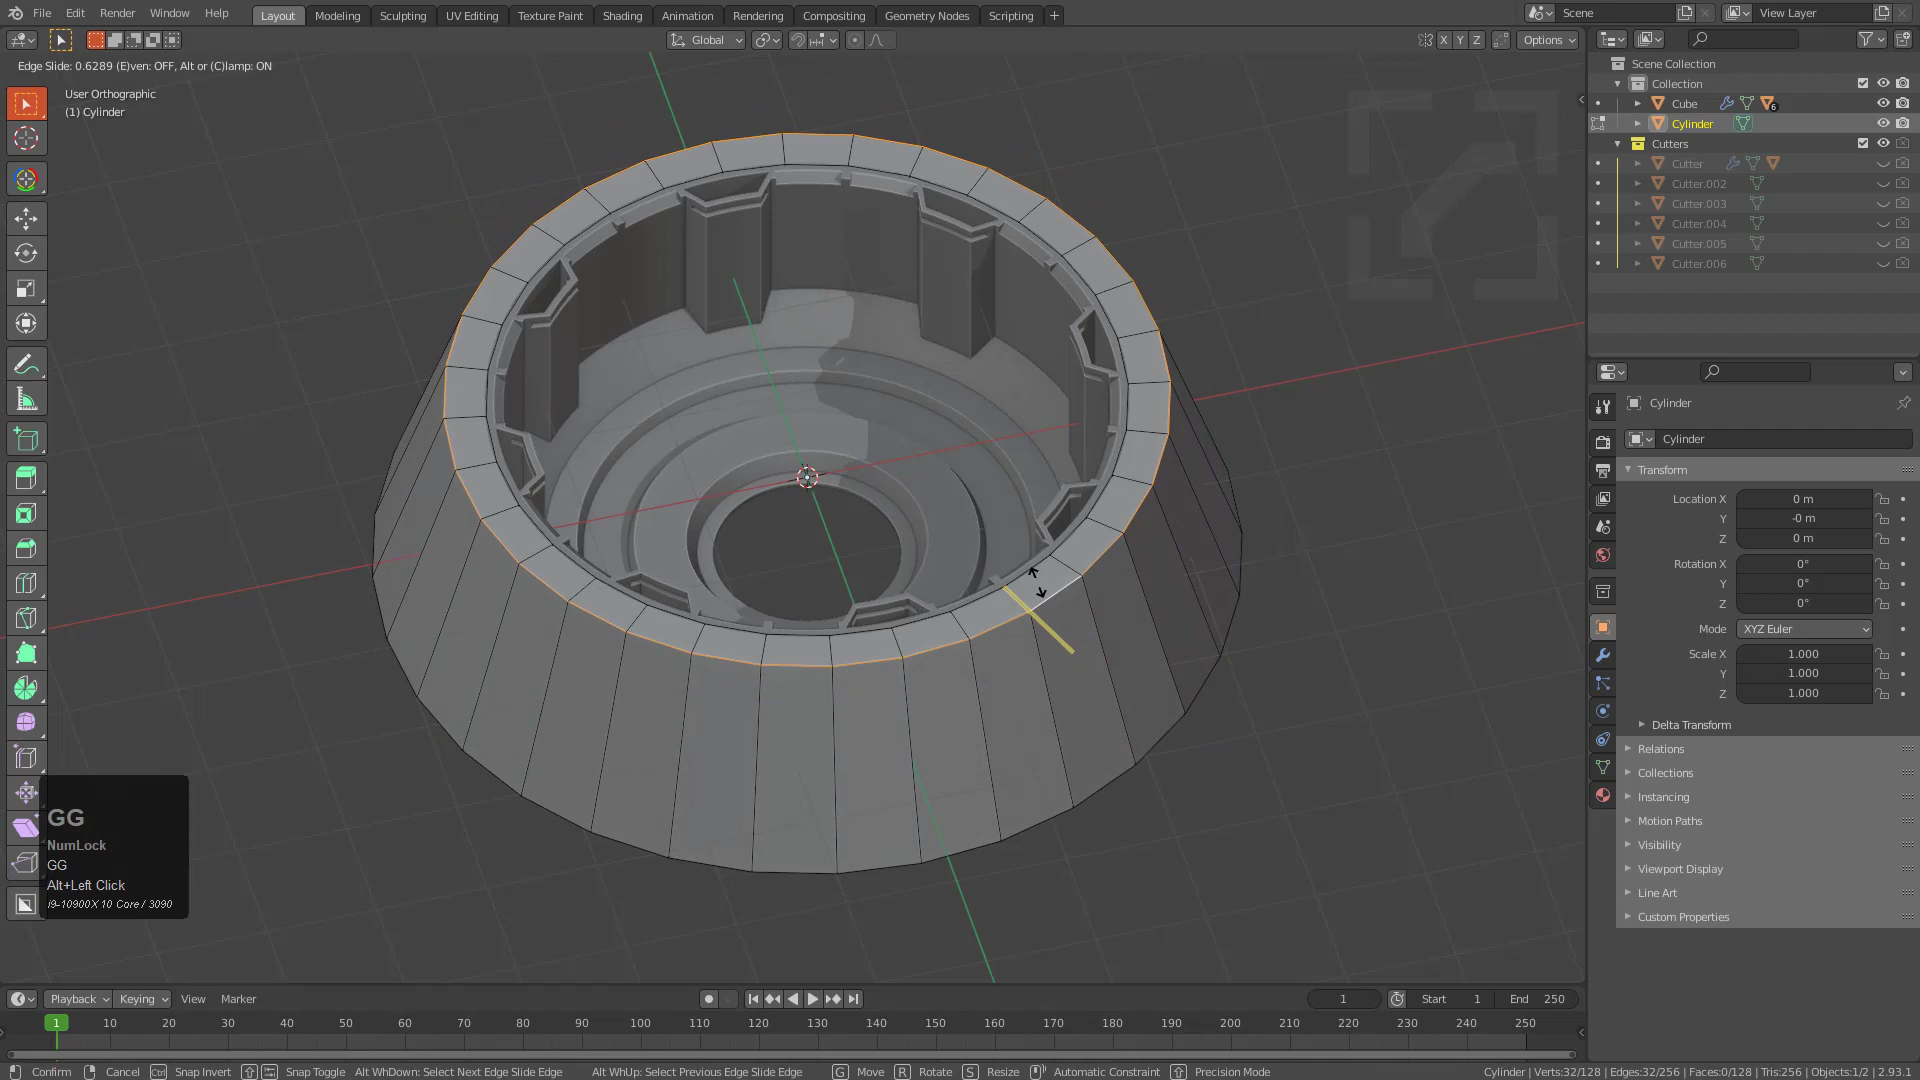 File Edit Render Window Help Layout Modeling Sculpting UV Editing Texture Paint Shading Animation Rendering Compositing Geometry Nodes Scripting +
Scene View Layer
Global X Y Z Options
Edge Slide: 0.6289 (E)ven: OFF, Alt or (C)lamp: ON
User Orthographic
(1) Cylinder
Scene Collection
Collection
Cube 6
Cylinder
Cutters
Cutter
Cutter.002
Cutter.003
Cutter.004
Cutter.005
Cutter.006
Cylinder
Cylinder
Transform
Location X 0 m
Y -0 m
Z 0 m
Rotation X 0°
Y 0°
Z 0°
Mode XYZ Euler
Scale X 1.000
Y 1.000
Z 1.000
Delta Transform
Relations
Collections
Instancing
Motion Paths
Visibility
Viewport Display
Line Art
Custom Properties
GG
NumLock
GG
Alt+Left Click
i9-10900X 10 Core / 3090
Playback Keying View Marker 1 Start 1 End 250
1 10 20 30 40 50 60 70 80 90 100 110 120 130 140 150 160 170 180 190 200 210 220 230 240 250
Confirm Cancel Ctrl Snap Invert Snap Toggle Alt WhDown: Select Next Edge Slide Edge Alt WhUp: Select Previous Edge Slide Edge G Move R Rotate S Resize Automatic Constraint Precision Mode Cylinder | Verts:32/128 | Edges:32/256 | Faces:0/128 | Tris:256 | Objects:1/2 | 2.93.1